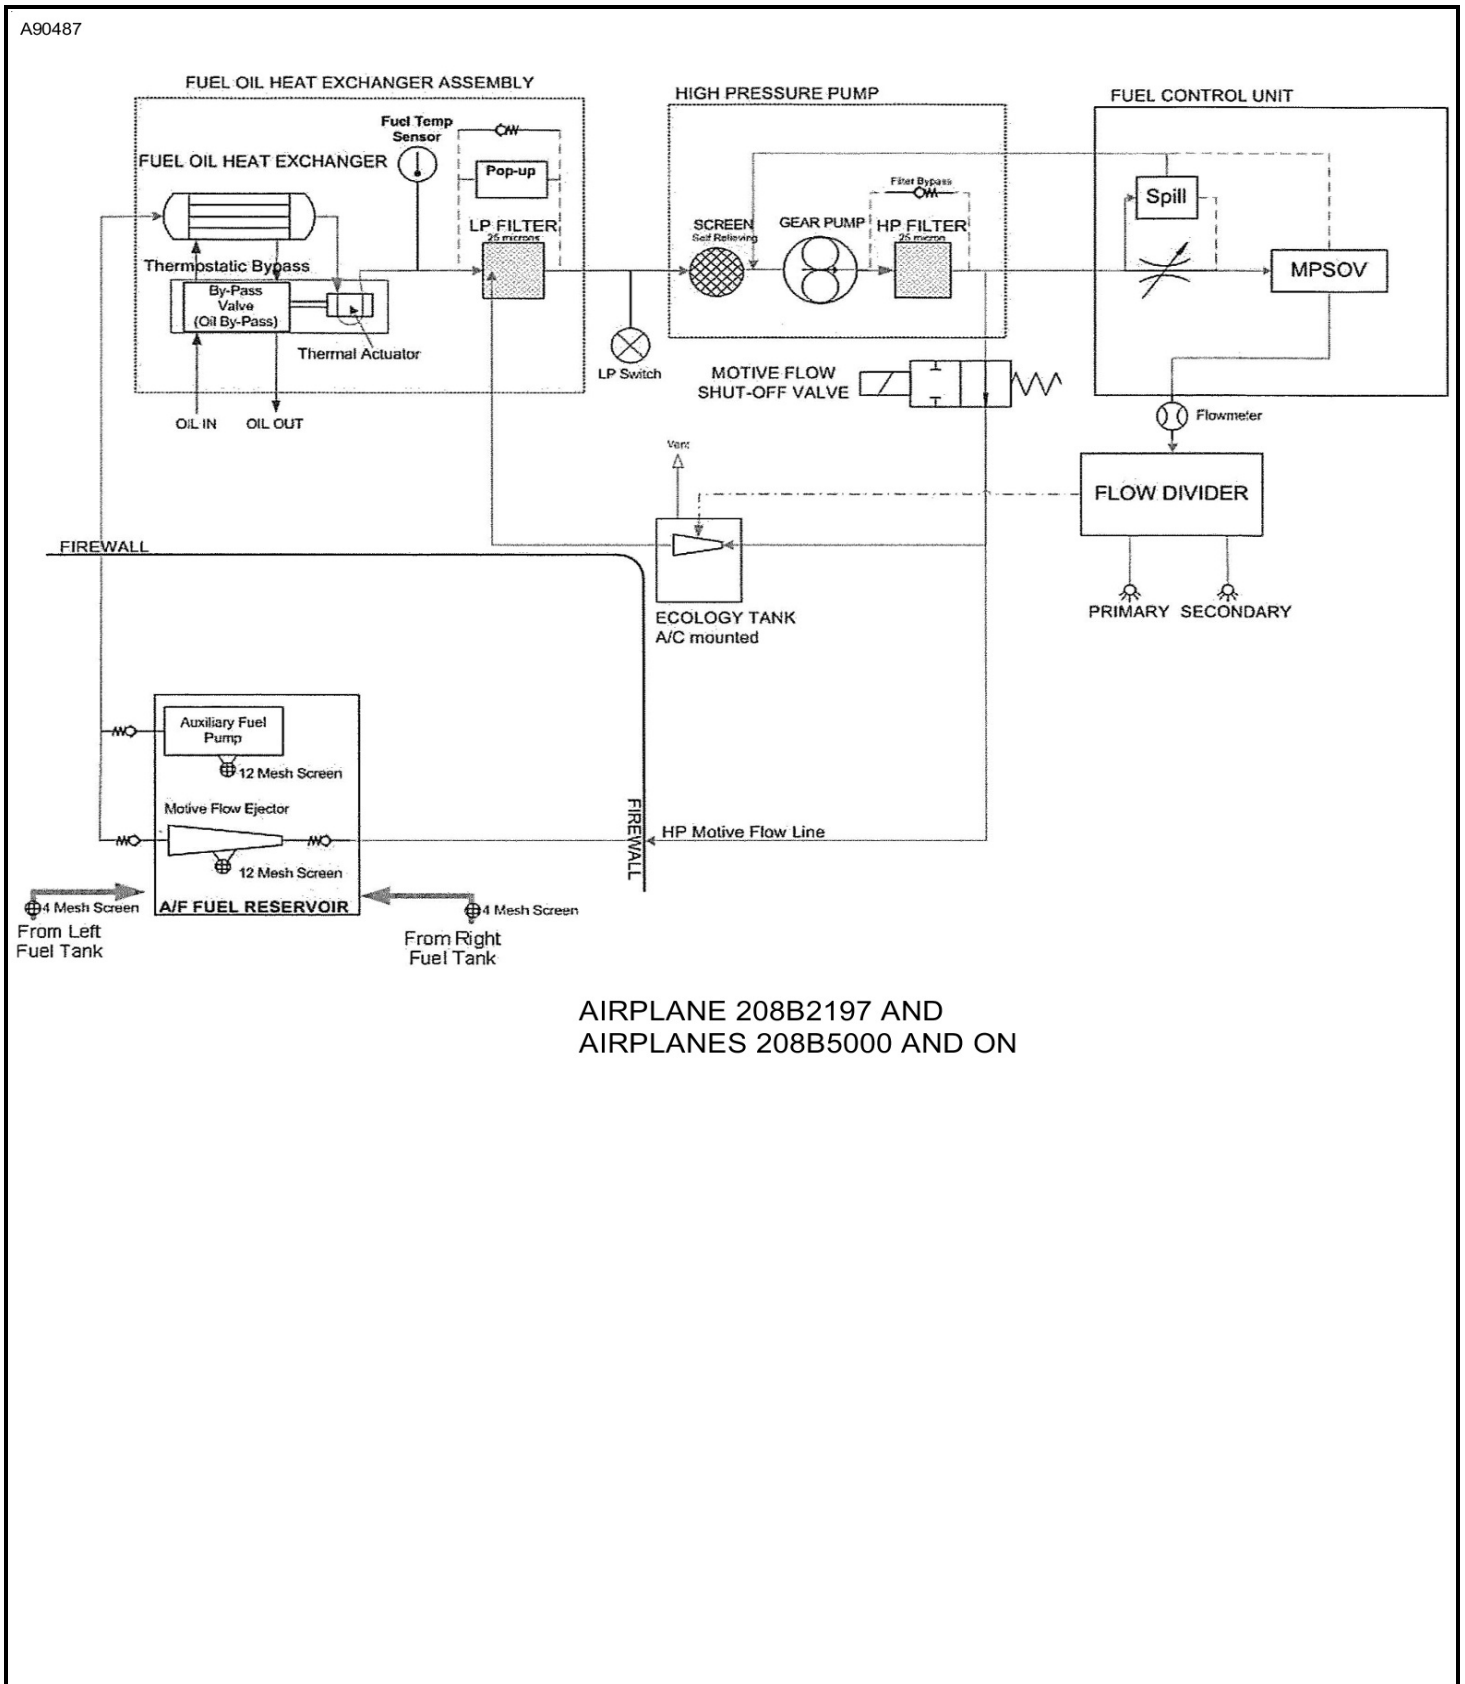 A90487
FUEL OIL HEAT EXCHANGER ASSEMBLY
HIGH PRESSURE PUMP
FUEL CONTROL UNIT
Fuel Temp
Sensor
FUEL OIL HEAT EXCHANGER
Pop-up
Filter Bypass
Spill
LP FILTER
25 microns
SCREEN
Self Relieving
GEAR PUMP
HP FILTER
25 micron
Thermostatic Bypass
By-Pass
Valve
(Oil By-Pass)
MPSOV
Thermal Actuator
LP Switch
MOTIVE FLOW
SHUT-OFF VALVE
OIL IN
OIL OUT
Flowmeter
Vent
FLOW DIVIDER
FIREWALL
PRIMARY
SECONDARY
ECOLOGY TANK
A/C mounted
Auxiliary Fuel
Pump
12 Mesh Screen
Motive Flow Ejector
FIREWALL
HP Motive Flow Line
12 Mesh Screen
4 Mesh Screen
A/F FUEL RESERVOIR
4 Mesh Screen
From Left
Fuel Tank
From Right
Fuel Tank
AIRPLANE 208B2197 AND
AIRPLANES 208B5000 AND ON